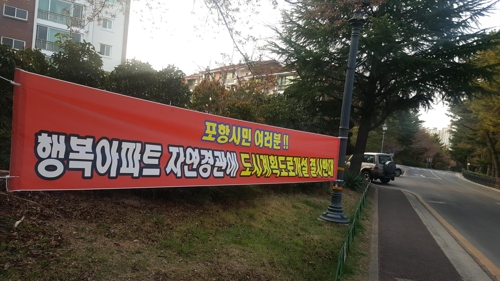 포항시민 여러분!!
행복아파트 자연경관에 도시계획도로개설 결사반대